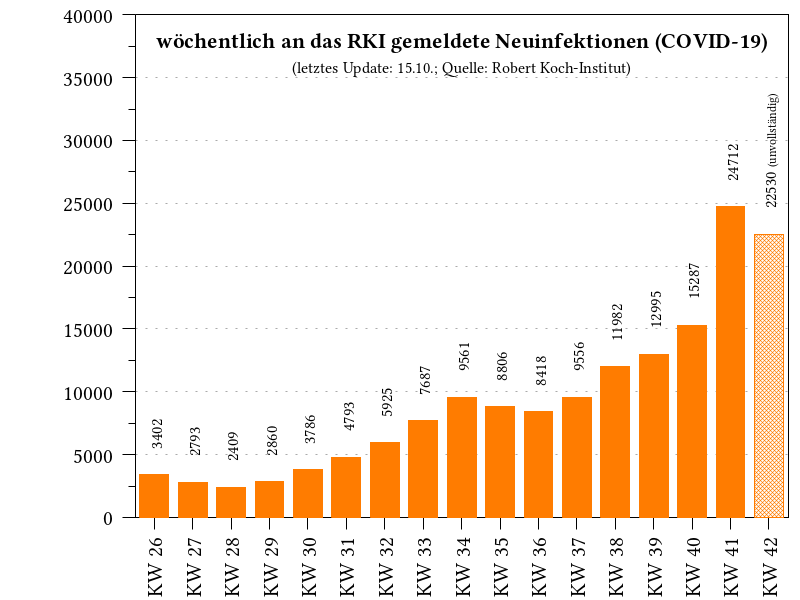 wöchentlich an das RKI gemeldete Neuinfektionen (COVID-19)
(letztes Update: 15.10.; Quelle: Robert Koch-Institut)
40000
35000
30000
25000
20000
15000
10000
5000
0
3402
2793
2409
2860
3786
4793
5925
7687
9561
8806
8418
9556
11982
12995
15287
24712
22530 (unvollständig)
KW 26
KW 27
KW 28
KW 29
KW 30
KW 31
KW 32
KW 33
KW 34
KW 35
KW 36
KW 37
KW 38
KW 39
KW 40
KW 41
KW 42